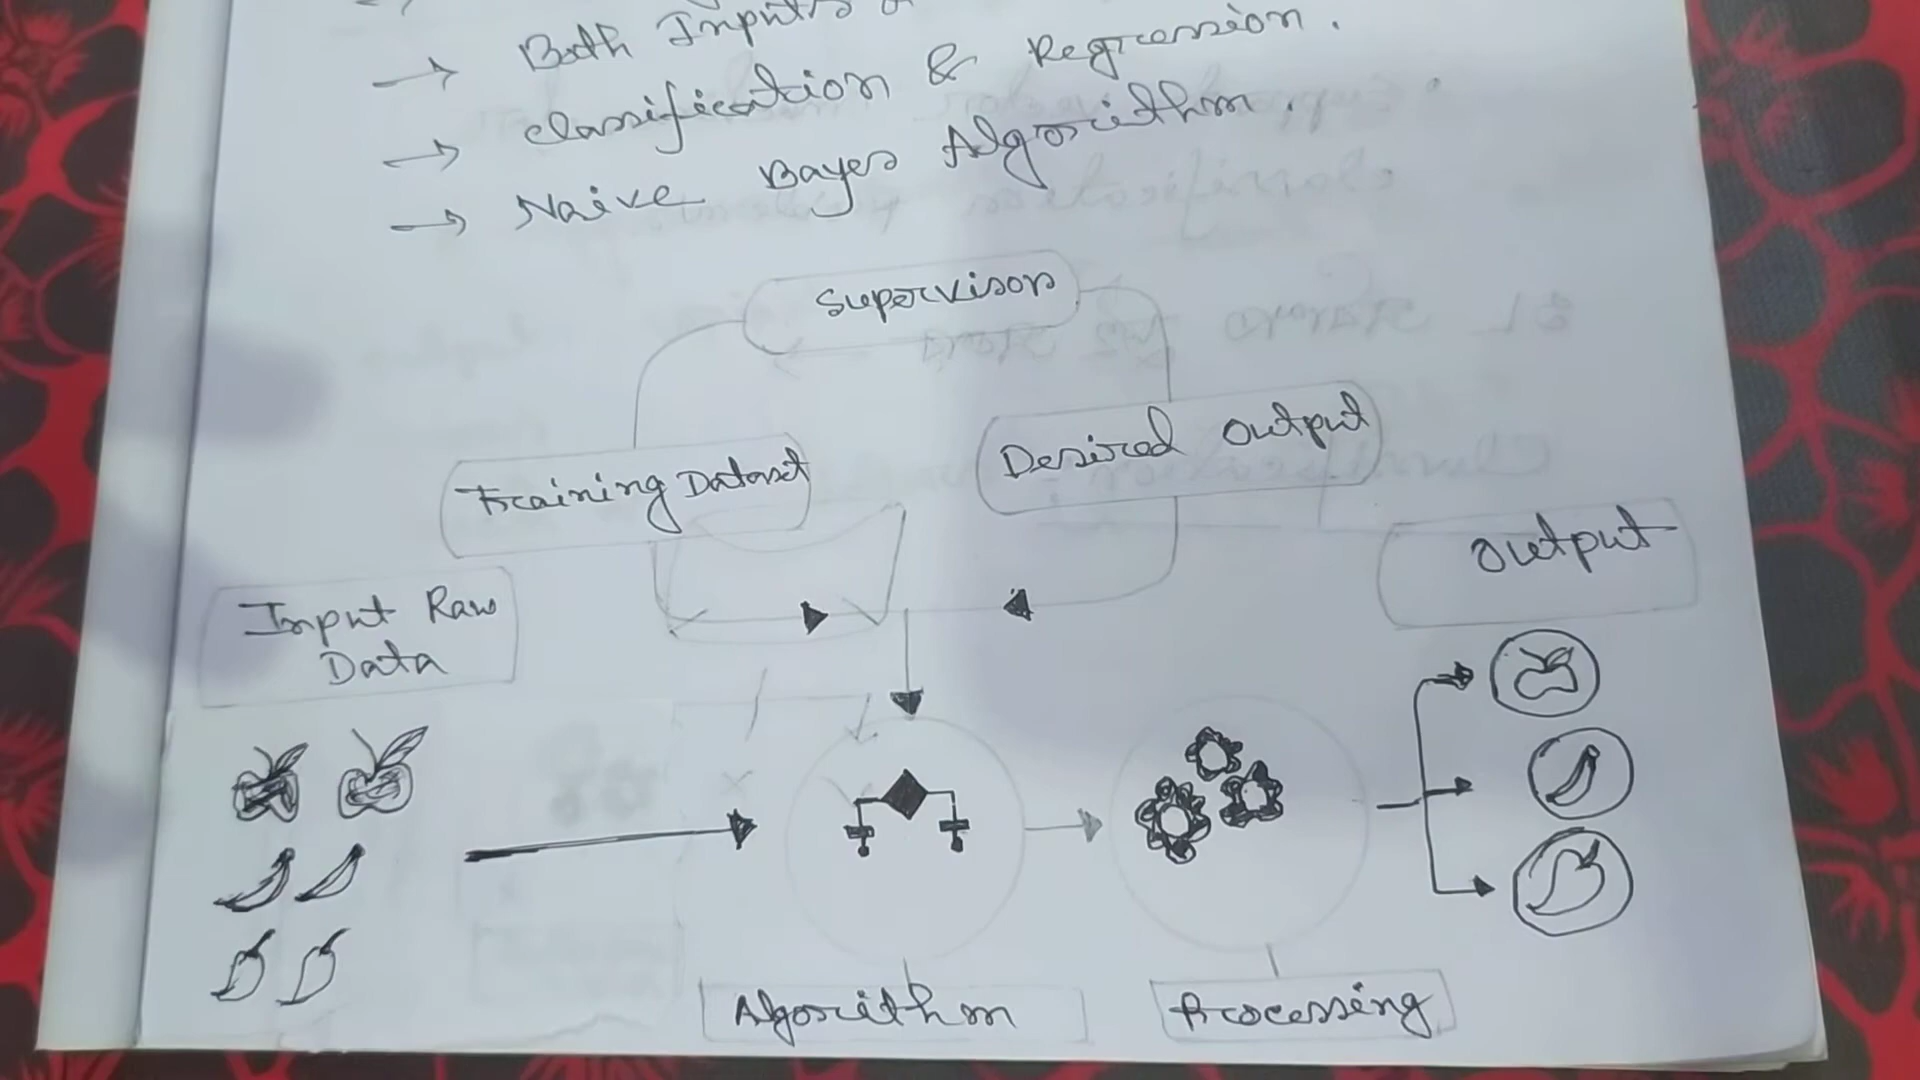 → Both Inputs
→ classification & Regression.
→ Naive Bayes Algorithm.
Supervisor
Training Dataset
Desired Output
Output
Input Raw
Data
Algorithm
Processing